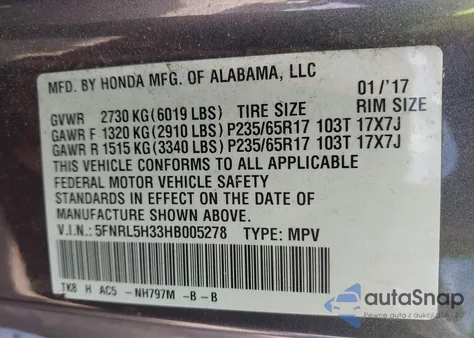 MFD. BY HONDA MFG. OF ALABAMA, LLC
01/'17
GVWR 2730 KG(6019 LBS) TIRE SIZE RIM SIZE
GAWR F 1320 KG(2910 LBS) P235/65R17 103T 17X7J
GAWR R 1515 KG(3340 LBS) P235/65R17 103T 17X7J
THIS VEHICLE CONFORMS TO ALL APPLICABLE
FEDERAL MOTOR VEHICLE SAFETY
STANDARDS IN EFFECT ON THE DATE OF
MANUFACTURE SHOWN ABOVE.
V.I.N.: 5FNRL5H33HB005278 TYPE: MPV
TK8 H AC5 -NH797M -B -B
autoSnap